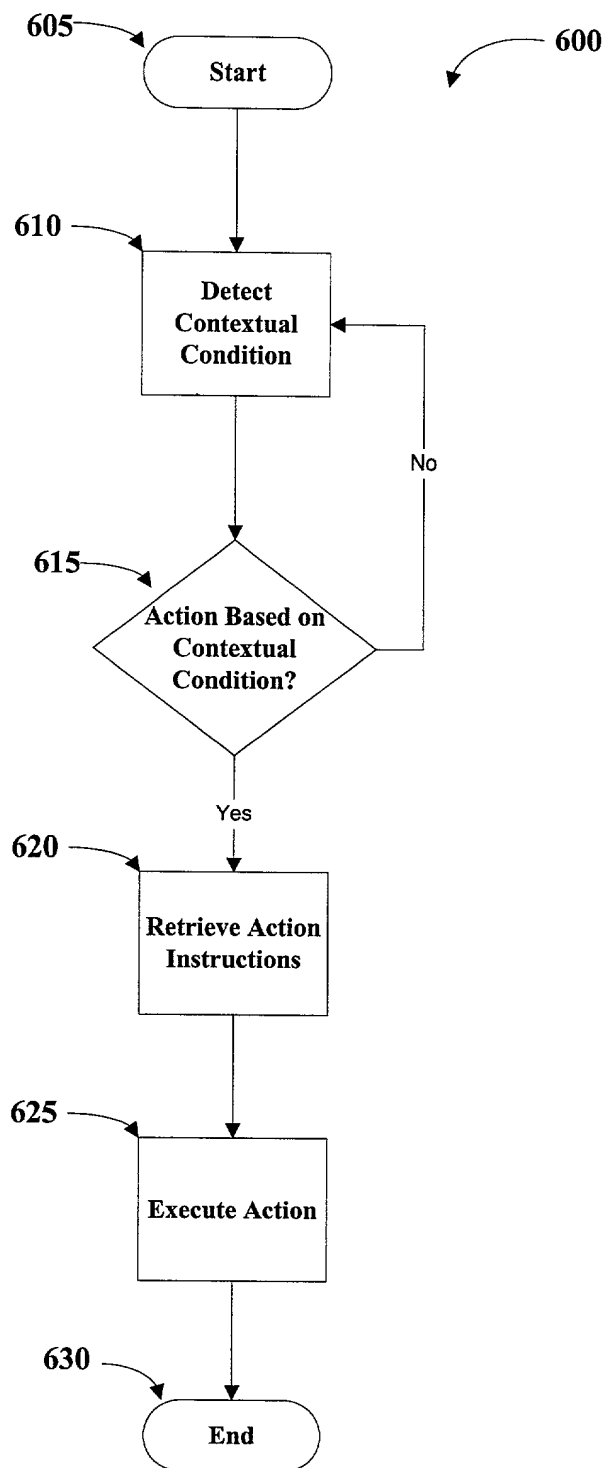 605
Start
600
610
Detect
Contextual
Condition
No
615
Action Based on
Contextual
Condition?
Yes
620
Retrieve Action
Instructions
625
Execute Action
630
End